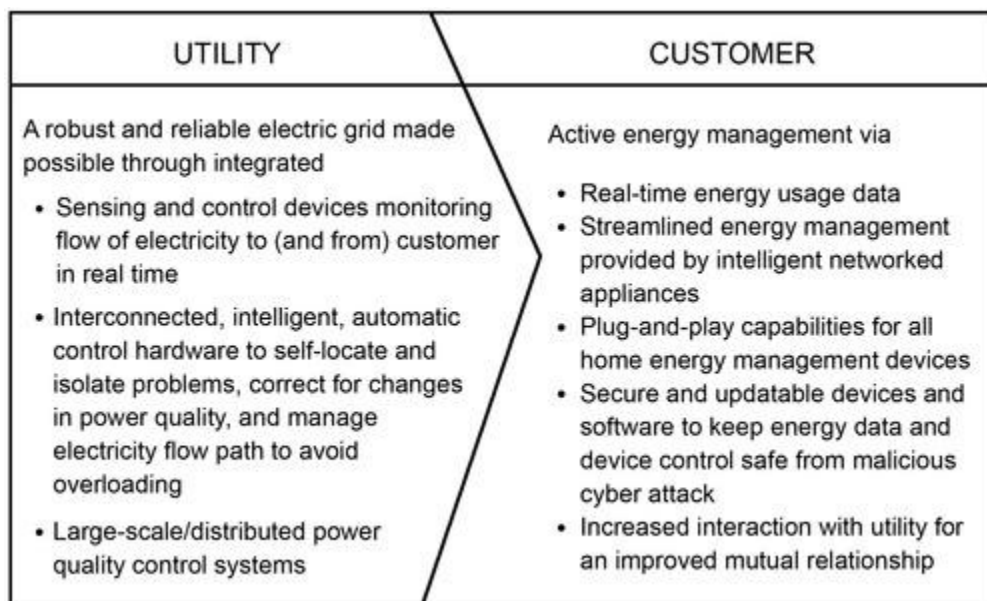 UTILITY
A robust and reliable electric grid made
possible through integrated
• Sensing and control devices monitoring
flow of electricity to (and from) customer
in real time
• Interconnected, intelligent, automatic
control hardware to self-locate and
isolate problems, correct for changes
in power quality, and manage
electricity flow path to avoid
overloading
• Large-scale/distributed power
quality control systems
CUSTOMER
Active energy management via
• Real-time energy usage data
• Streamlined energy management
provided by intelligent networked
appliances
• Plug-and-play capabilities for all
home energy management devices
• Secure and updatable devices and
software to keep energy data and
device control safe from malicious
cyber attack
• Increased interaction with utility for
an improved mutual relationship